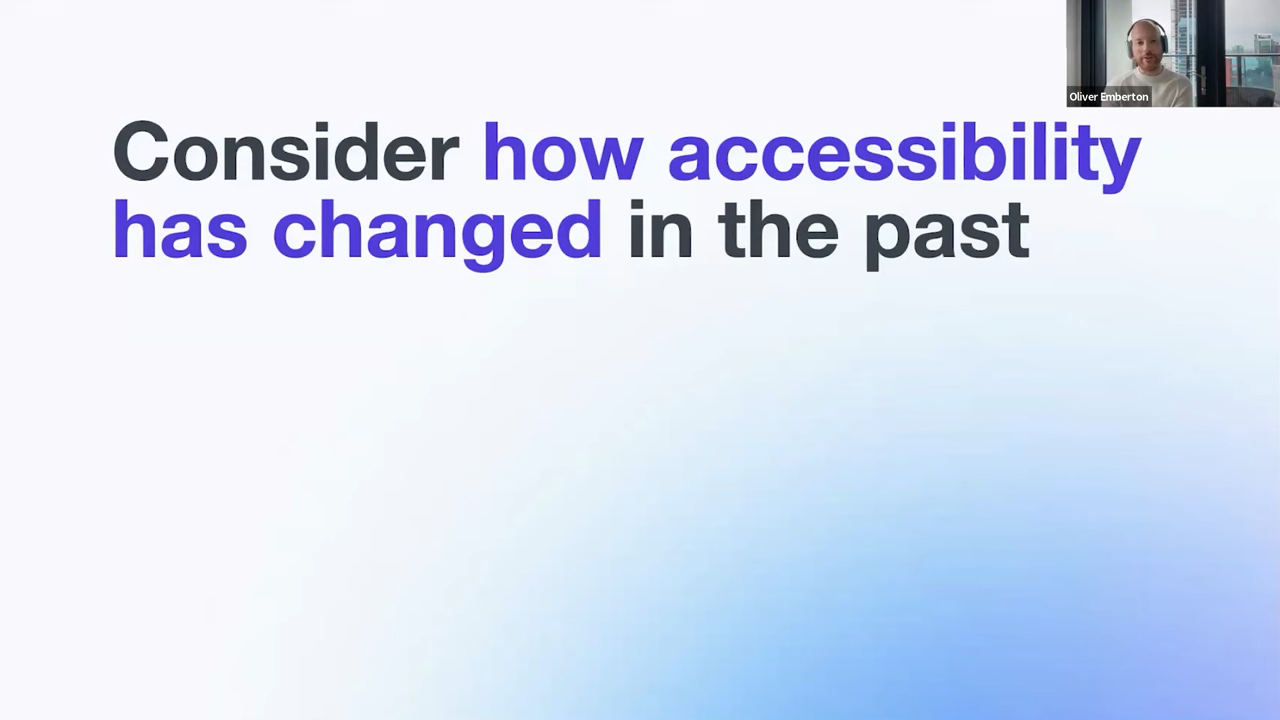 Oliver Emberton
Consider how accessibility
has changed in the past